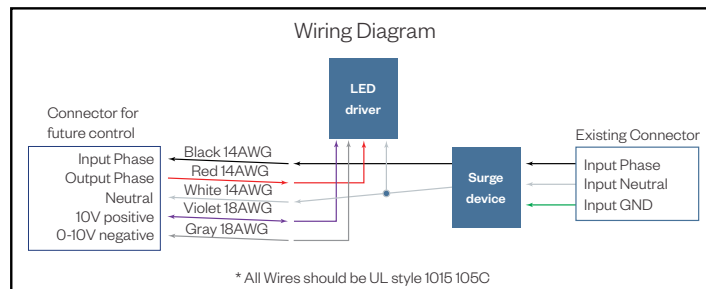 Wiring Diagram
LED
driver
Connector for
future control
Existing Connector
Input Phase
Black 14AWG
Output Phase
Red 14AWG
Neutral
White 14AWG
10V positive
Violet 18AWG
0-10V negative
Gray 18AWG
Surge
device
Input Phase
Input Neutral
Input GND
* All Wires should be UL style 1015 105C